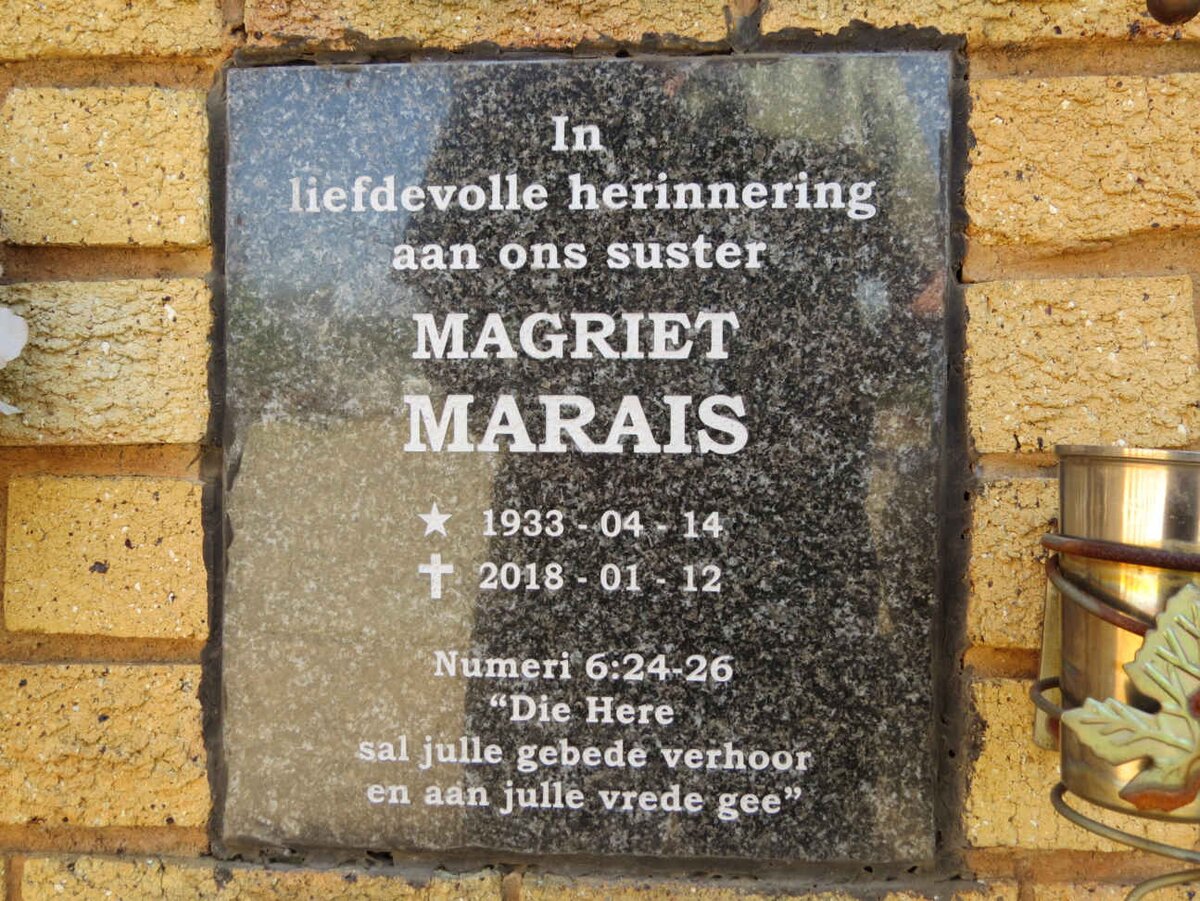 In
liefdevolle herinnering
aan ons suster
MAGRIET
MARAIS
★ 1933 - 04 - 14
✝ 2018 - 01 - 12
Numeri 6:24-26
“Die Here
sal julle gebede verhoor
en aan julle vrede gee”